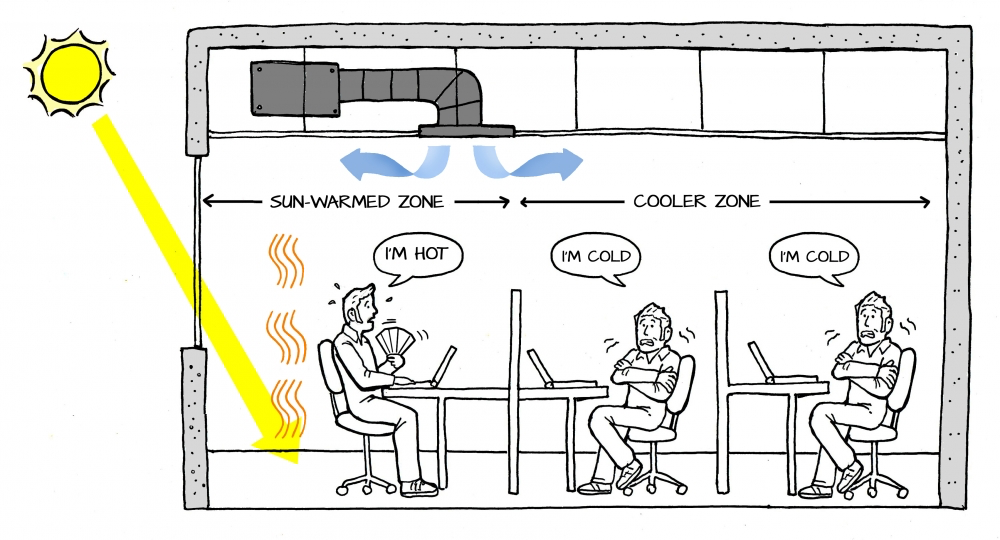 SUN-WARMED ZONE
COOLER ZONE
I'M HOT
I'M COLD
I'M COLD